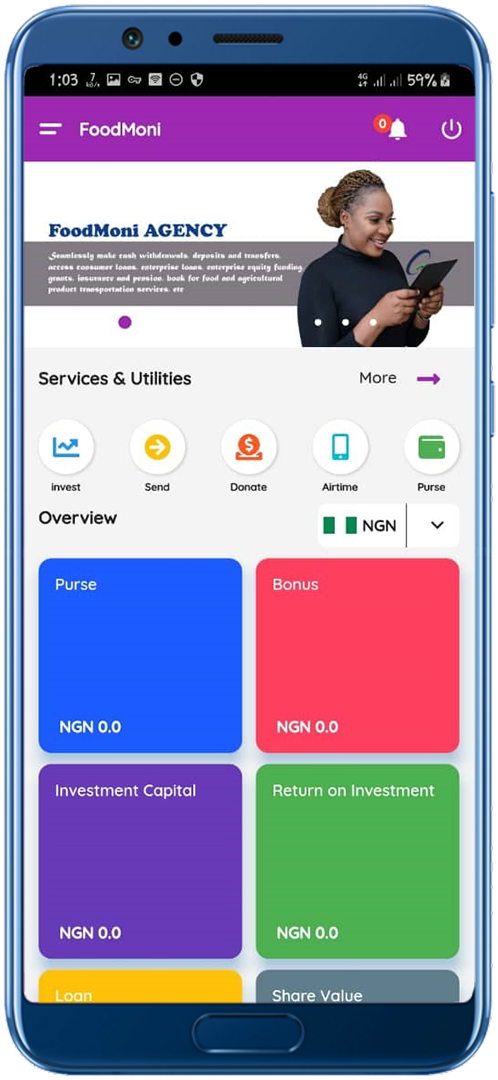 1:03 7 kB/s 4G 59%
FoodMoni 0
FoodMoni AGENCY
Seamlessly make cash withdrawals, deposits and transfers,
access consumer loans, enterprise loans, enterprise equity funding
grants, insurance and pension, book for food and agricultural
product transportation services, etc
Services & Utilities More
invest Send Donate Airtime Purse
Overview NGN
Purse Bonus
NGN 0.0 NGN 0.0
Investment Capital Return on Investment
NGN 0.0 NGN 0.0
Loan Share Value